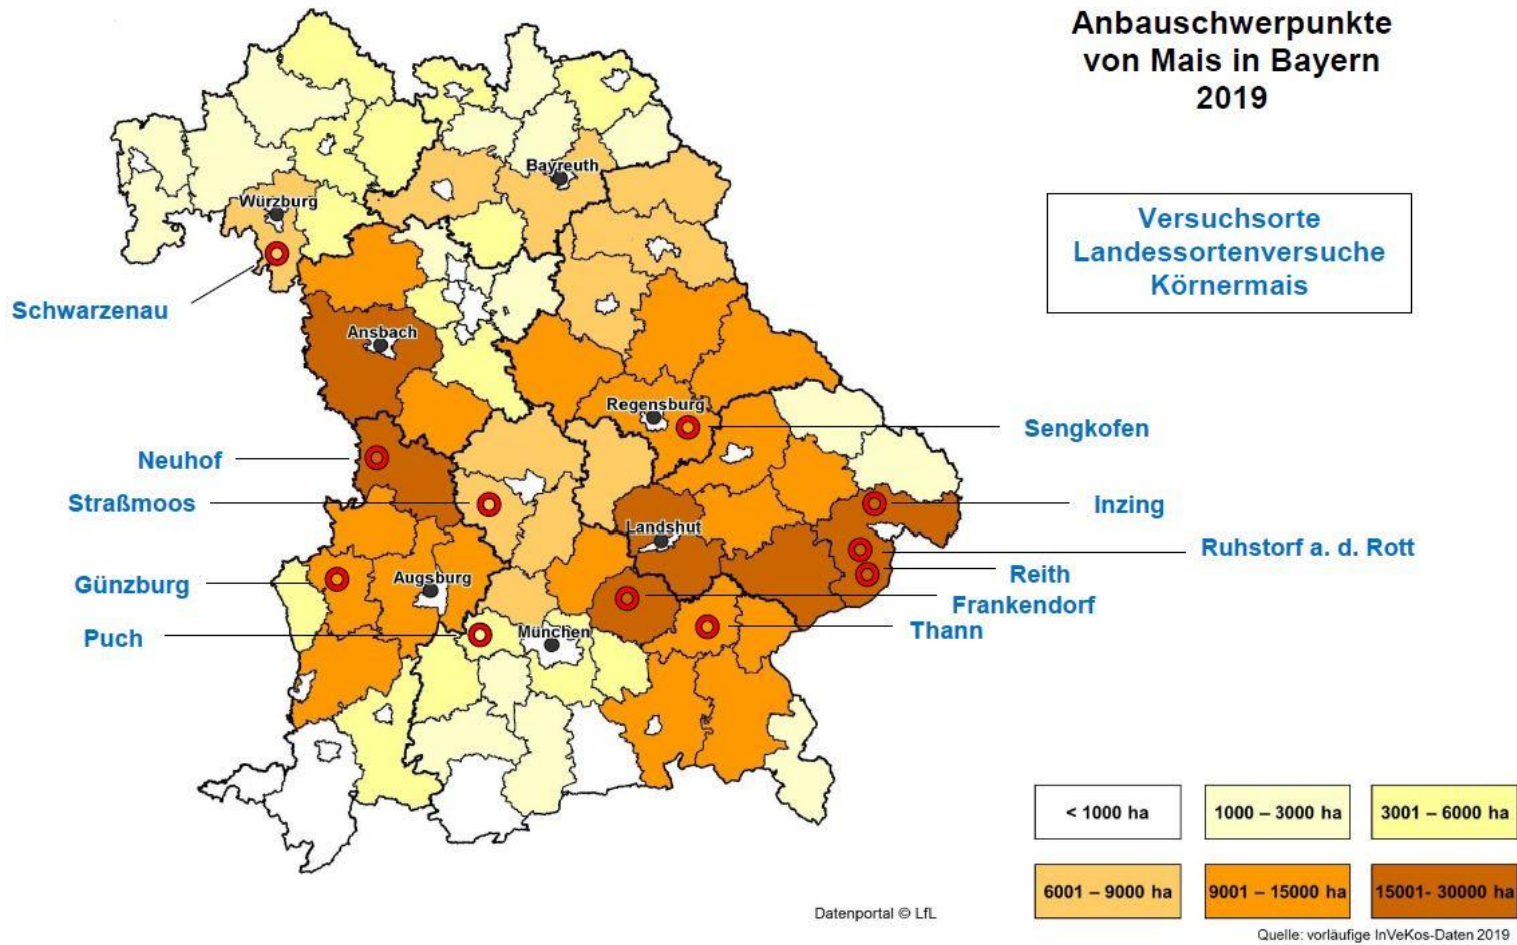 Anbauschwerpunkte
von Mais in Bayern
2019
Versuchsorte
Landessortenversuche
Körnermais
Bayreuth
Würzburg
Schwarzenau
Ansbach
Regensburg
Sengkofen
Neuhof
Straßmoos
Inzing
Landshut
Ruhstorf a. d. Rott
Günzburg
Augsburg
Reith
Frankendorf
Puch
München
Thann
< 1000 ha
1000 – 3000 ha
3001 – 6000 ha
6001 – 9000 ha
9001 – 15000 ha
15001- 30000 ha
Datenportal © LfL
Quelle: vorläufige InVeKos-Daten 2019